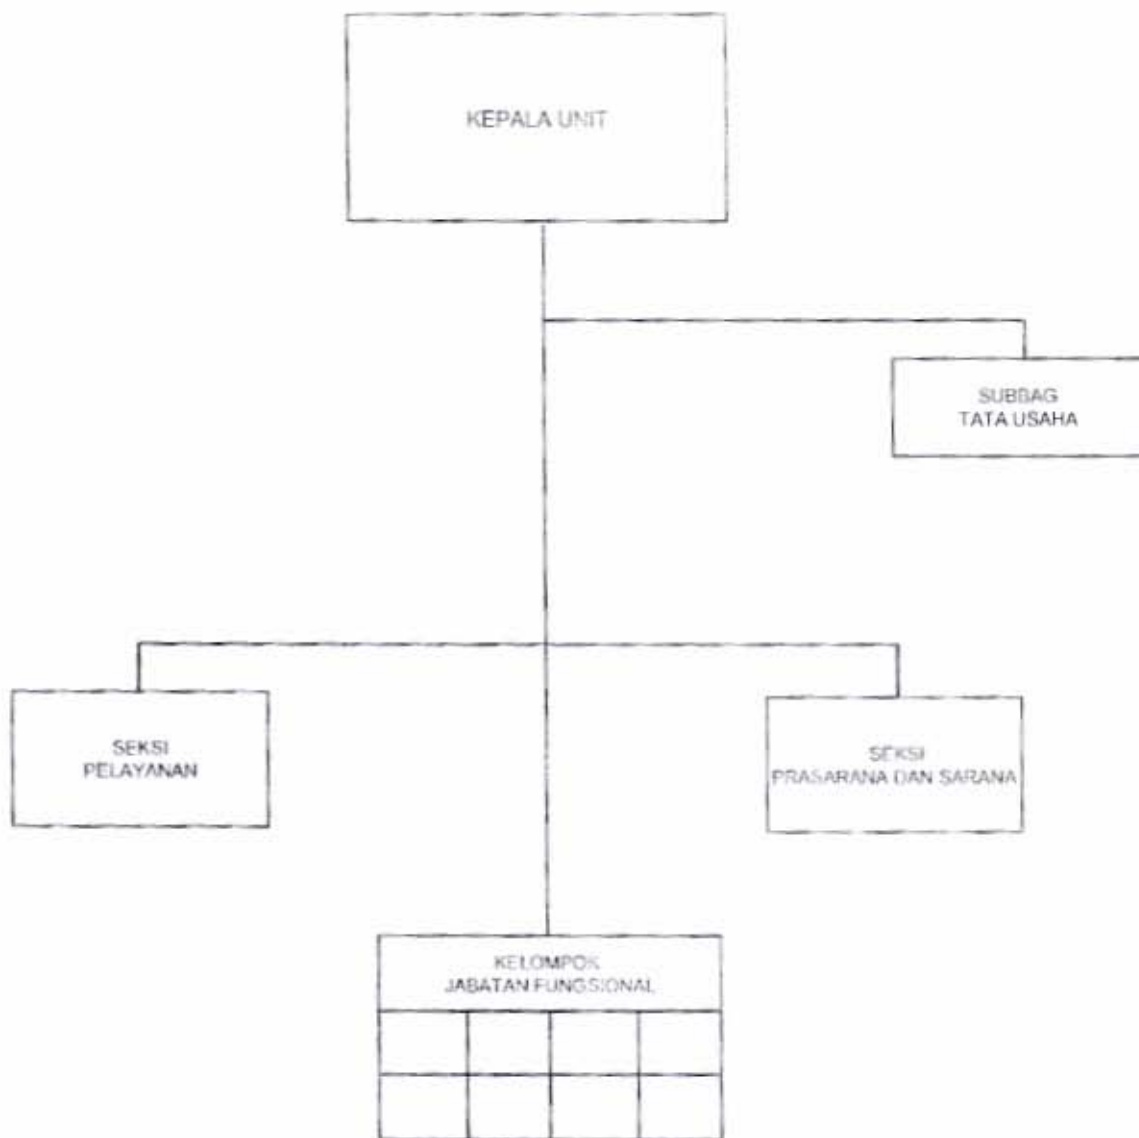 KEPALA UNIT
SUBBAG
TATA USAHA
SEKSI
PELAYANAN
SEKSI
PRASARANA DAN SARANA
KELOMPOK
JABATAN FUNGSIONAL